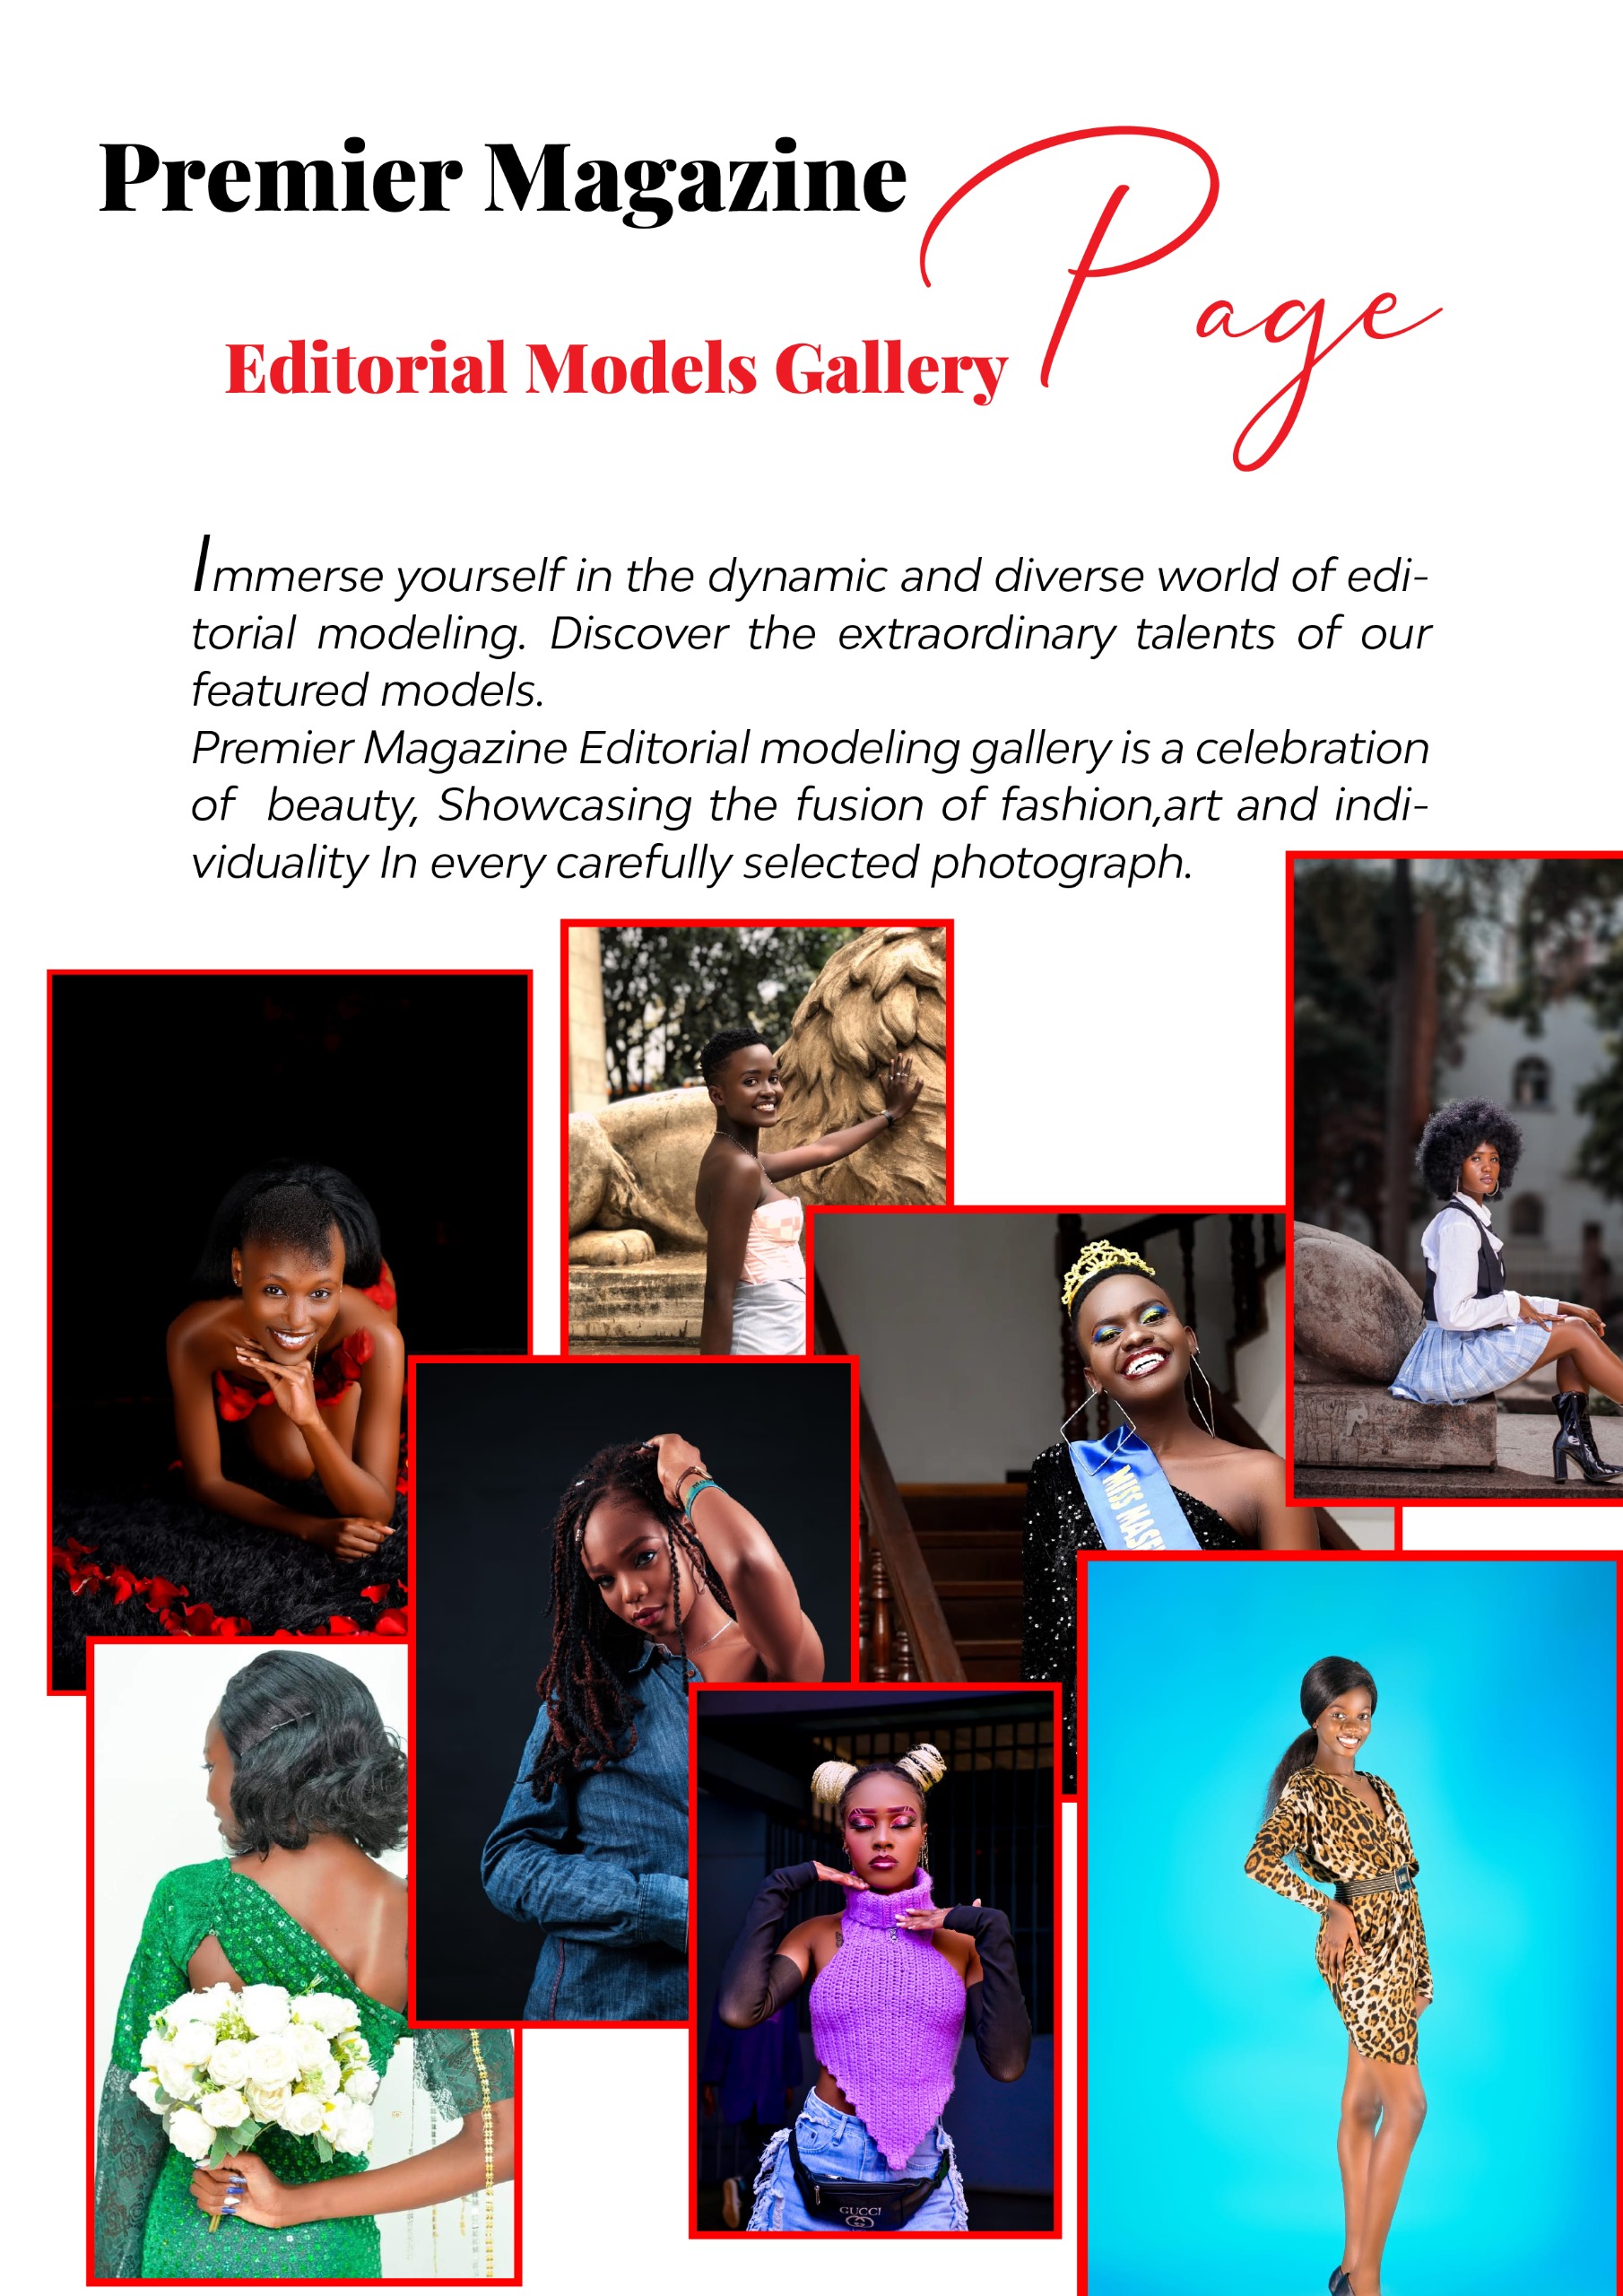 Premier Magazine
Page
Editorial Models Gallery
Immerse yourself in the dynamic and diverse world of edi-
torial modeling. Discover the extraordinary talents of our
featured models.
Premier Magazine Editorial modeling gallery is a celebration
of beauty, Showcasing the fusion of fashion,art and indi-
viduality In every carefully selected photograph.
MISS
GUCCI